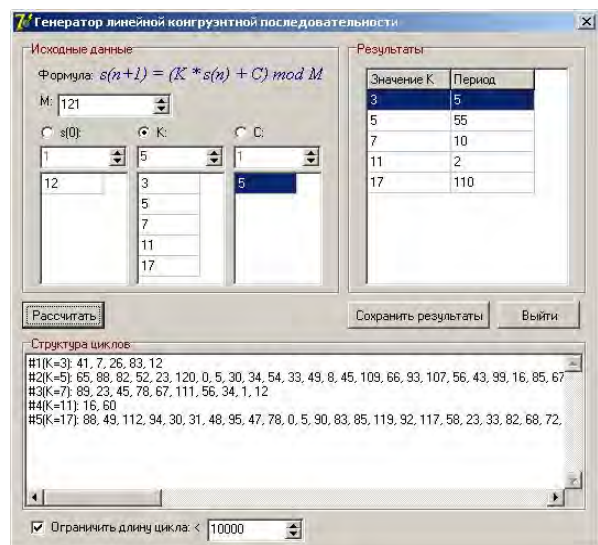 Генератор линейной конгруэнтной последовательности
Исходные данные
Формула: s(n+1) = (K * s(n) + C) mod M
M: 121
s(0): K: C:
1 5 1
12 3 5
5
7
11
17
Результаты
Значение K Период
3 5
5 55
7 10
11 2
17 110
Рассчитать Сохранить результаты Выйти
Структура циклов
#1(K=3): 41, 7, 26, 83, 12
#2(K=5): 65, 88, 82, 52, 23, 120, 0, 5, 30, 34, 54, 33, 49, 8, 45, 109, 66, 93, 107, 56, 43, 99, 16, 85, 67
#3(K=7): 89, 23, 45, 78, 67, 111, 56, 34, 1, 12
#4(K=11): 16, 60
#5(K=17): 88, 49, 112, 94, 30, 31, 48, 95, 47, 78, 0, 5, 90, 83, 85, 119, 92, 117, 58, 23, 33, 82, 68, 72,
Ограничить длину цикла: < 10000